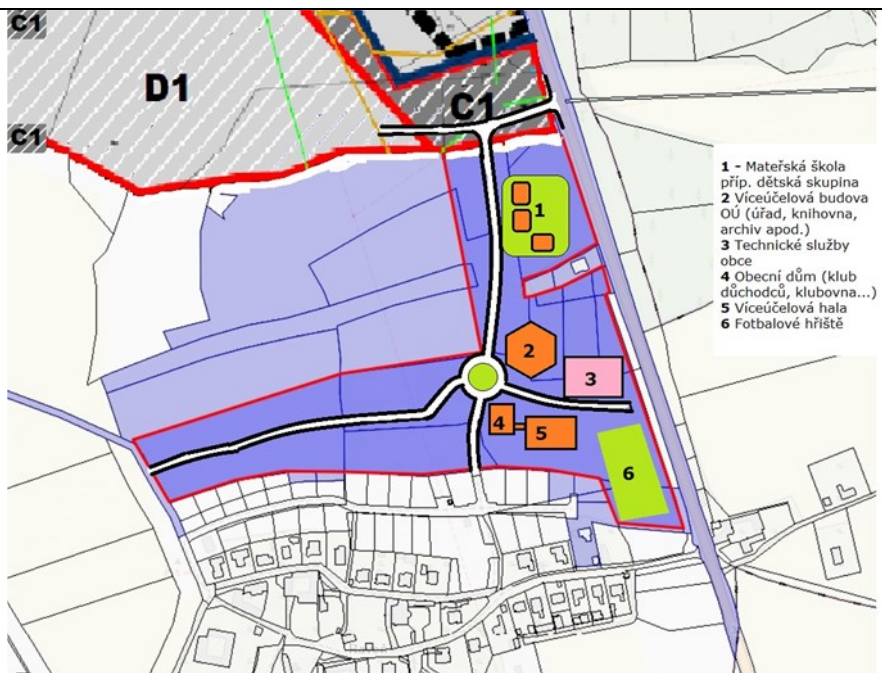 C1
D1
C1
C1
1
2
3
4
5
6
1 - Mateřská škola
příp. dětská skupina
2 Víceúčelová budova
OÚ (úřad, knihovna,
archiv apod.)
3 Technické služby
obce
4 Obecní dům (klub
důchodců, klubovna...)
5 Víceúčelová hala
6 Fotbalové hřiště